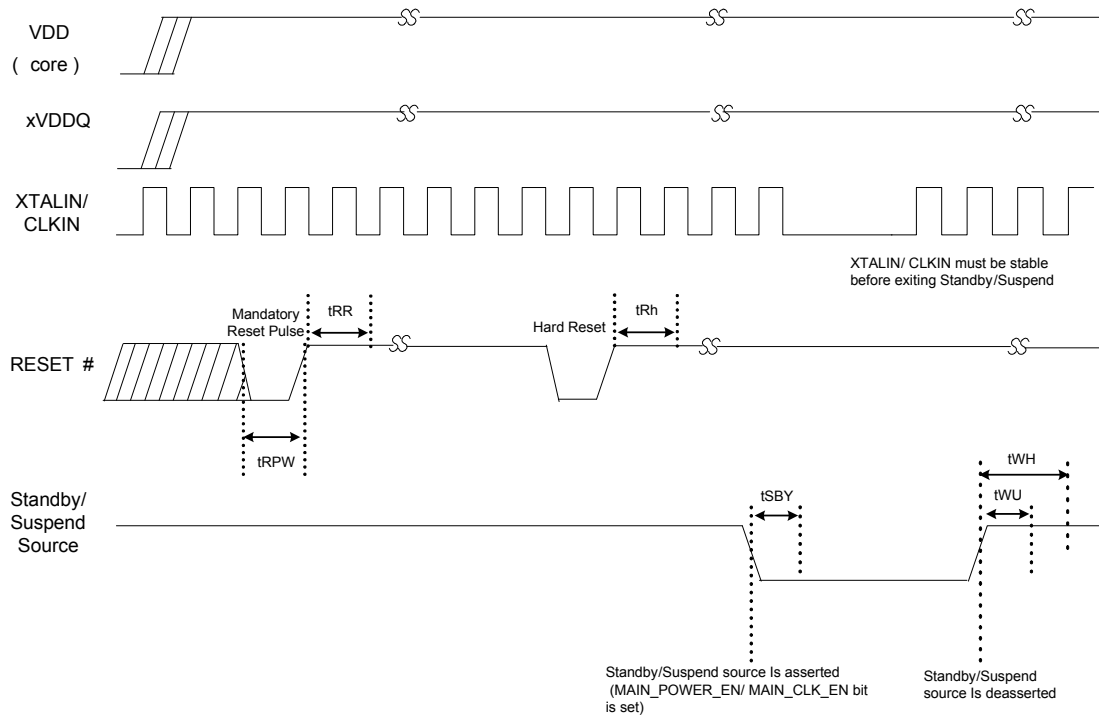 VDD
( core )
xVDDQ
XTALIN/
CLKIN
XTALIN/ CLKIN must be stable
before exiting Standby/Suspend
Mandatory
Reset Pulse
tRR
Hard Reset
tRh
RESET #
tRPW
Standby/
Suspend
Source
tSBY
tWH
tWU
Standby/Suspend source Is asserted
(MAIN_POWER_EN/ MAIN_CLK_EN bit
is set)
Standby/Suspend
source Is deasserted